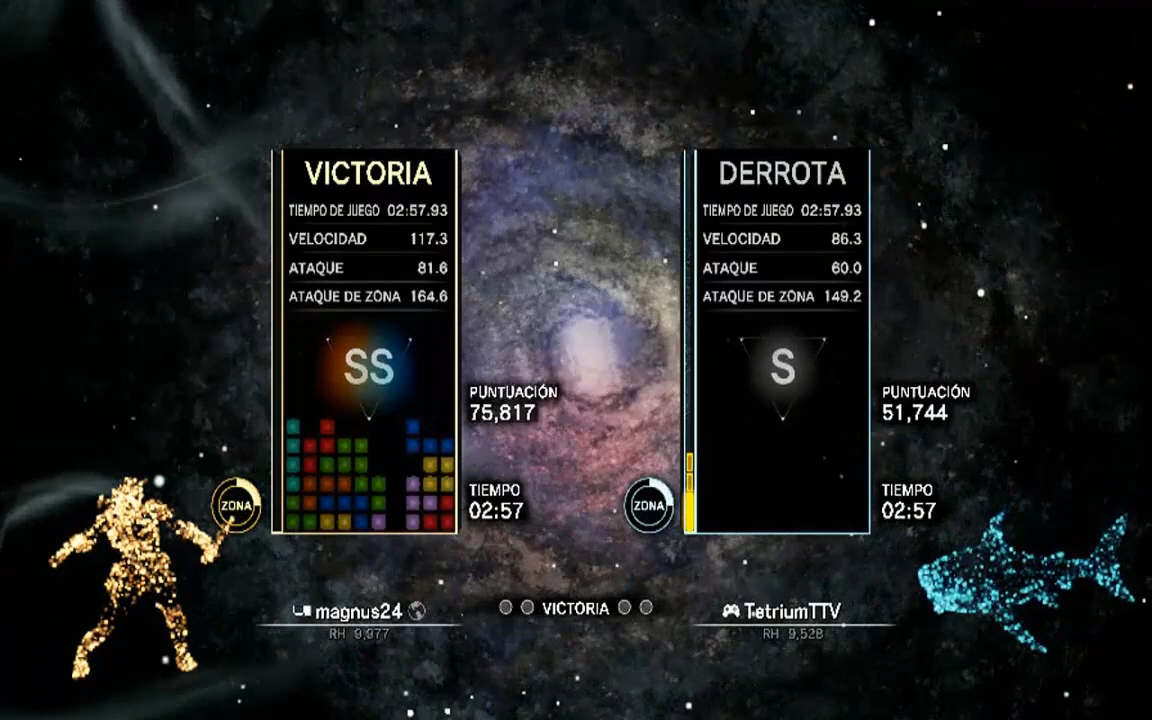 VICTORIA
TIEMPO DE JUEGO 02:57.93
VELOCIDAD 117.3
ATAQUE 81.6
ATAQUE DE ZONA 164.6
SS
PUNTUACIÓN
75,817
TIEMPO
02:57
ZONA
magnus24
RH 9,977
VICTORIA
DERROTA
TIEMPO DE JUEGO 02:57.93
VELOCIDAD 86.3
ATAQUE 60.0
ATAQUE DE ZONA 149.2
S
PUNTUACIÓN
51,744
TIEMPO
02:57
ZONA
TetriumTTV
RH 9,528